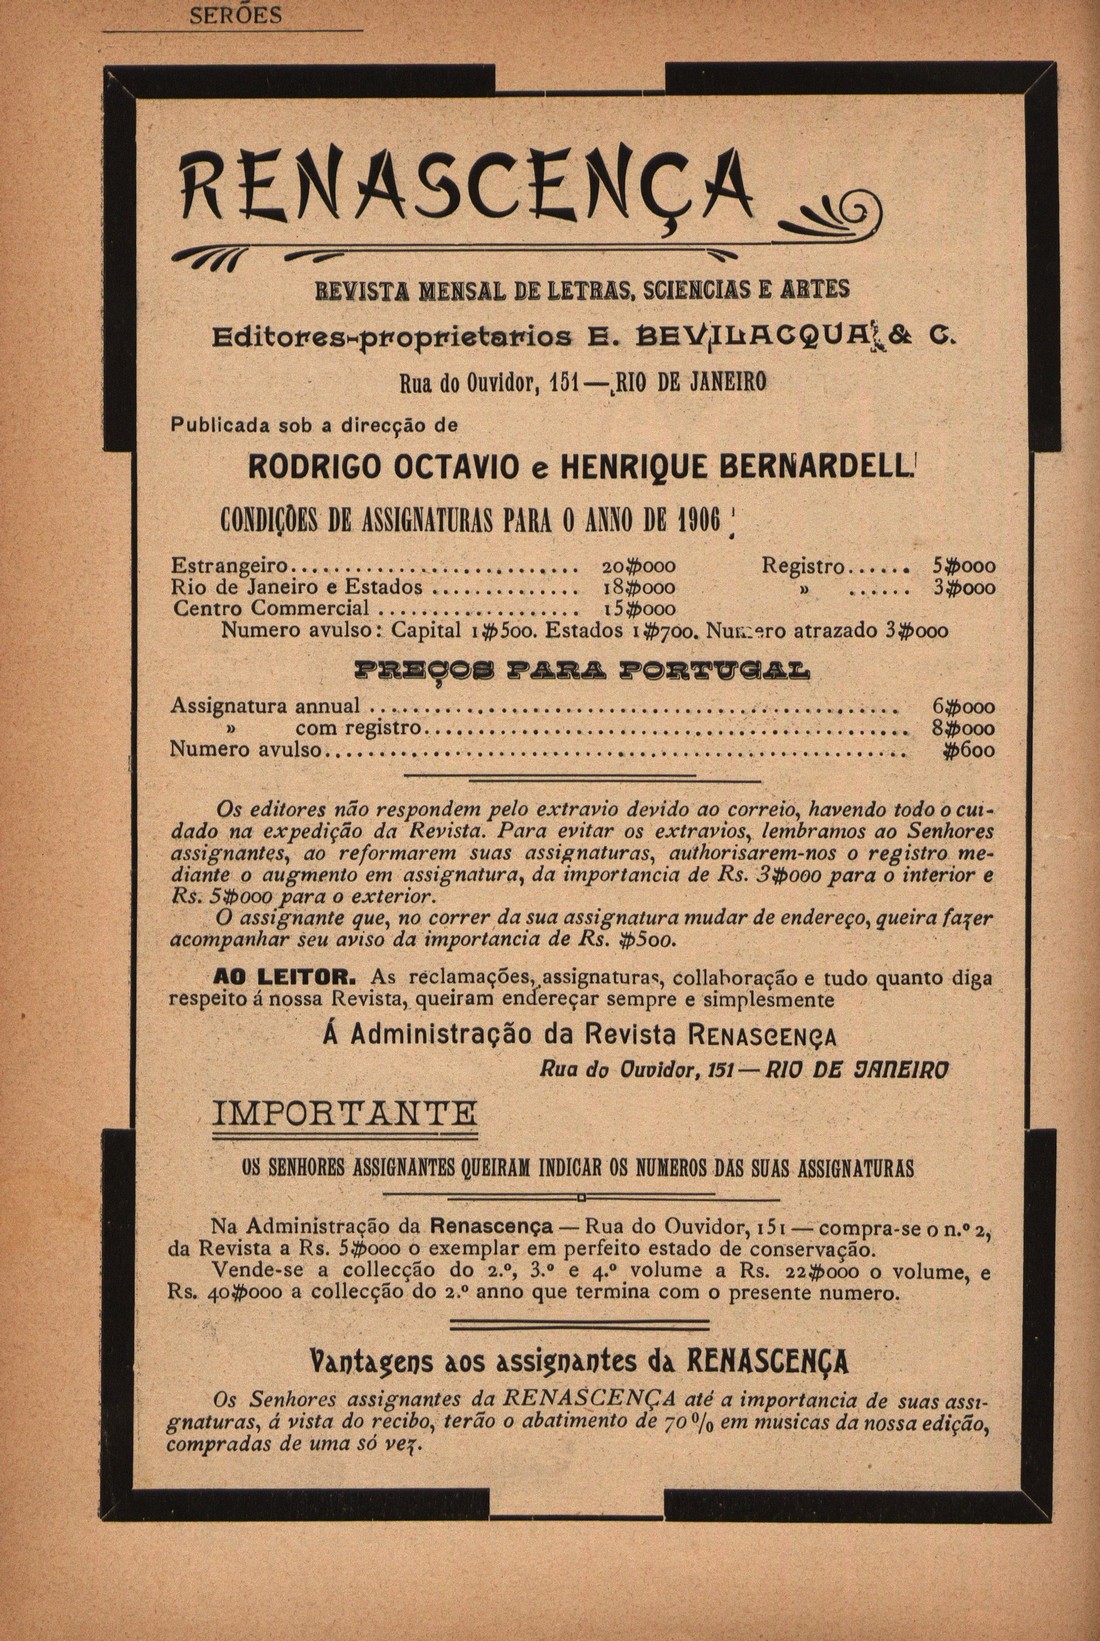 SERÕES
RENASCENÇA
REVISTA MENSAL DE LETRAS, SCIENCIAS E ARTES
Editores-proprietarios E. BEVILACQUA & C.
Rua do Ouvidor, 151 — RIO DE JANEIRO
Publicada sob a direcção de
RODRIGO OCTAVIO e HENRIQUE BERNARDELLI
CONDIÇÕES DE ASSIGNATURAS PARA O ANNO DE 1906
Estrangeiro.......................... 20$000 Registro...... 5$000
Rio de Janeiro e Estados .............. 18$000 » ...... 3$000
Centro Commercial ................... 15$000
Numero avulso: Capital 1$500. Estados 1$700. Numero atrazado 3$000
PREÇOS PARA PORTUGAL
Assignatura annual ................................................ 6$000
» com registro............................................ 8$000
Numero avulso.................................................... $600
Os editores não respondem pelo extravio devido ao correio, havendo todo o cui-
dado na expedição da Revista. Para evitar os extravios, lembramos ao Senhores
assignantes, ao reformarem suas assignaturas, authorisarem-nos o registro me-
diante o augmento em assignatura, da importancia de Rs. 3$000 para o interior e
Rs. 5$000 para o exterior.
O assignante que, no correr da sua assignatura mudar de endereço, queira fazer
acompanhar seu aviso da importancia de Rs. $500.
AO LEITOR. As reclamações, assignaturas, collaboração e tudo quanto diga
respeito á nossa Revista, queiram endereçar sempre e simplesmente
Á Administração da Revista RENASCENÇA
Rua do Ouvidor, 151 — RIO DE JANEIRO
IMPORTANTE
OS SENHORES ASSIGNANTES QUEIRAM INDICAR OS NUMEROS DAS SUAS ASSIGNATURAS
Na Administração da Renascença — Rua do Ouvidor, 151 — compra-se o n.º 2,
da Revista a Rs. 5$000 o exemplar em perfeito estado de conservação.
Vende-se a collecção do 2.º, 3.º e 4.º volume a Rs. 22$000 o volume, e
Rs. 40$000 a collecção do 2.º anno que termina com o presente numero.
Vantagens aos assignantes da RENASCENÇA
Os Senhores assignantes da RENASCENÇA até a importancia de suas assi-
gnaturas, á vista do recibo, terão o abatimento de 70 % em musicas da nossa edição,
compradas de uma só vez.